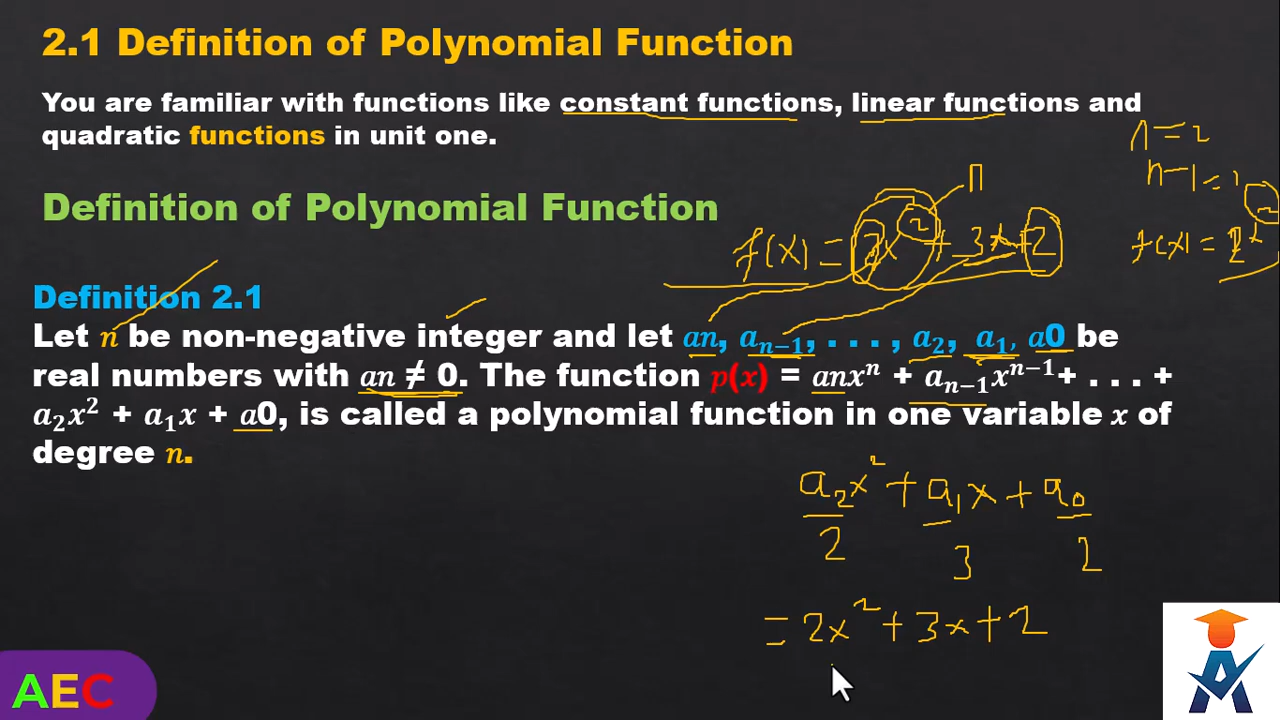 2.1 Definition of Polynomial Function
You are familiar with functions like constant functions, linear functions and
quadratic functions in unit one.
n = 2
n-1 =
Definition of Polynomial Function
n
f(x) = 2x² + 3x + 2
f(x) =
Definition 2.1
Let n be non-negative integer and let an, aₙ₋₁, . . . , a₂, a₁, a0 be
real numbers with an ≠ 0. The function p(x) = anxⁿ + aₙ₋₁xⁿ⁻¹+ . . . +
a₂x² + a₁x + a0, is called a polynomial function in one variable x of
degree n.
a₂x² + a₁x + a₀
2 3 2
= 2x² + 3x + 2
AEC